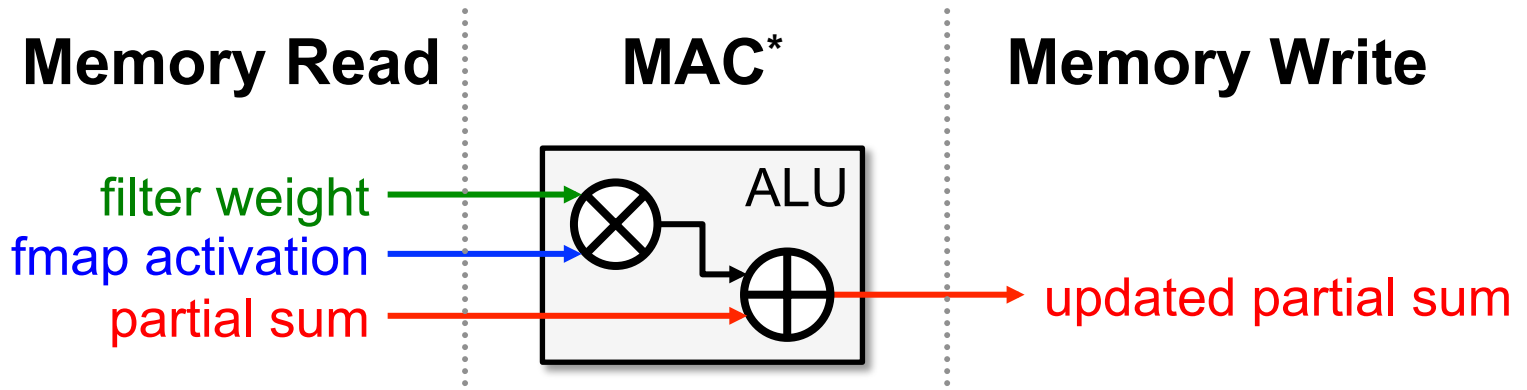 Memory Read
MAC*
Memory Write
ALU
filter weight
fmap activation
partial sum
updated partial sum